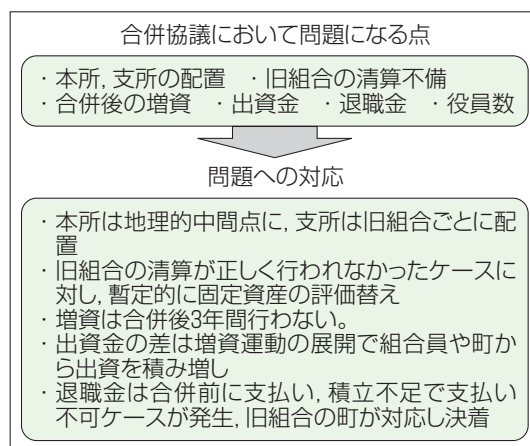 合併協議において問題になる点
・本所，支所の配置　・旧組合の清算不備
・合併後の増資　・出資金　・退職金　・役員数
問題への対応
・本所は地理的中間点に，支所は旧組合ごとに配
置
・旧組合の清算が正しく行われなかったケースに
対し，暫定的に固定資産の評価替え
・増資は合併後3年間行わない。
・出資金の差は増資運動の展開で組合員や町か
ら出資を積み増し
・退職金は合併前に支払い，積立不足で支払い
不可ケースが発生，旧組合の町が対応し決着